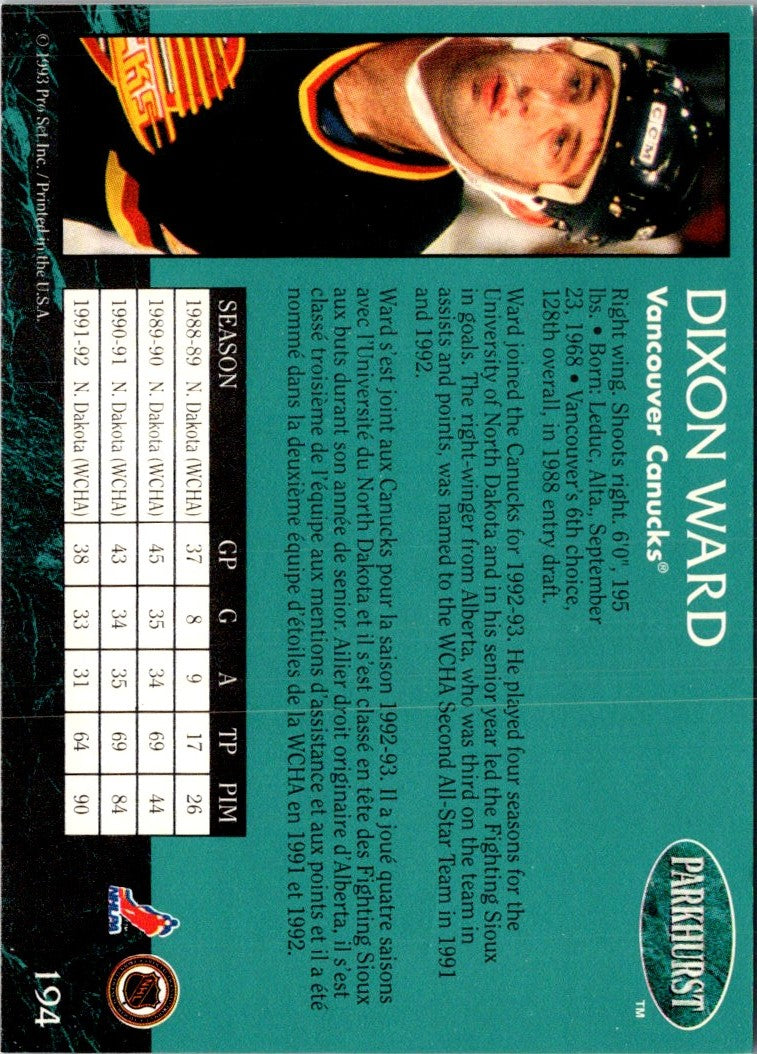 DIXON WARD
Vancouver Canucks®
Right wing. Shoots right. 6'0", 195
lbs. • Born: Leduc, Alta., September
23, 1968 • Vancouver's 6th choice,
128th overall, in 1988 entry draft.
PARKHURST
TM
CCM
Ward joined the Canucks for 1992-93. He played four seasons for the
University of North Dakota and in his senior year led the Fighting Sioux
in goals. The right-winger from Alberta, who was third on the team in
assists and points, was named to the WCHA Second All-Star Team in 1991
and 1992.
Ward s'est joint aux Canucks pour la saison 1992-93. Il a joué quatre saisons
avec l'Université du North Dakota et il s'est classé en tête des Fighting Sioux
aux buts durant son année de senior. Ailier droit originaire d'Alberta, il s'est
classé troisième de l'équipe aux mentions d'assistance et aux points et il a été
nommé dans la deuxième équipe d'étoiles de la WCHA en 1991 et 1992.
SEASON GP G A TP PIM
1988-89 N. Dakota (WCHA) 37 8 9 17 26
1989-90 N. Dakota (WCHA) 45 35 34 69 44
1990-91 N. Dakota (WCHA) 43 34 35 69 84
1991-92 N. Dakota (WCHA) 38 33 31 64 90
© 1993 Pro Set Inc. / Printed in the U.S.A.
NHLPA
NHL
194